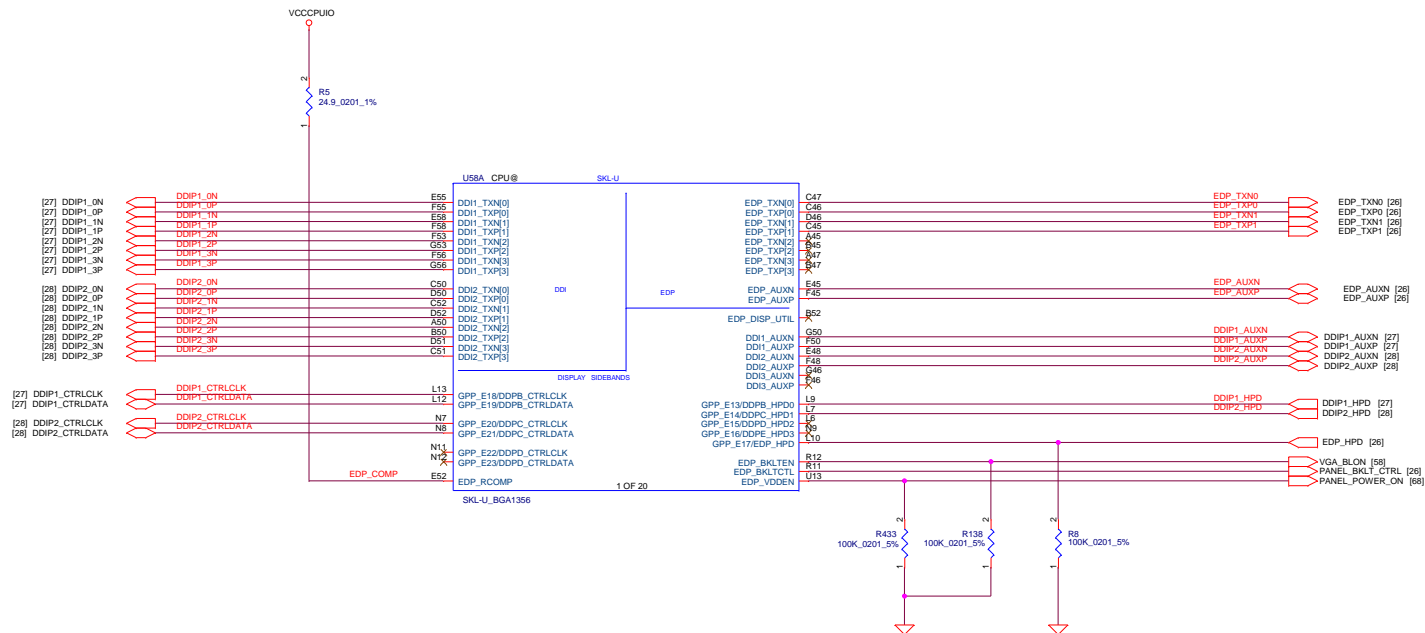 VCCCPUIO
2
R5
24.9_0201_1%
1
U58A CPU@ SKL-U
[27] DDIP1_0N DDIP1_0N E55 DDI1_TXN[0] EDP_TXN[0] C47 EDP_TXN0 EDP_TXN0 [26]
[27] DDIP1_0P DDIP1_0P F55 DDI1_TXP[0] EDP_TXP[0] C46 EDP_TXP0 EDP_TXP0 [26]
[27] DDIP1_1N DDIP1_1N E58 DDI1_TXN[1] EDP_TXN[1] D46 EDP_TXN1 EDP_TXN1 [26]
[27] DDIP1_1P DDIP1_1P F58 DDI1_TXP[1] EDP_TXP[1] C45 EDP_TXP1 EDP_TXP1 [26]
[27] DDIP1_2N DDIP1_2N F53 DDI1_TXN[2] EDP_TXN[2] A45
[27] DDIP1_2P DDIP1_2P G53 DDI1_TXP[2] EDP_TXP[2] B45
[27] DDIP1_3N DDIP1_3N F56 DDI1_TXN[3] EDP_TXN[3] A47
[27] DDIP1_3P DDIP1_3P G56 DDI1_TXP[3] EDP_TXP[3] B47
[28] DDIP2_0N DDIP2_0N C50 DDI2_TXN[0] DDI EDP EDP_AUXN E45 EDP_AUXN EDP_AUXN [26]
[28] DDIP2_0P DDIP2_0P D50 DDI2_TXP[0] EDP_AUXP F45 EDP_AUXP EDP_AUXP [26]
[28] DDIP2_1N DDIP2_1N C52 DDI2_TXN[1]
[28] DDIP2_1P DDIP2_1P D52 DDI2_TXP[1] EDP_DISP_UTIL B52
[28] DDIP2_2N DDIP2_2N A50 DDI2_TXN[2]
[28] DDIP2_2P DDIP2_2P B50 DDI2_TXP[2] DDI1_AUXN G50 DDIP1_AUXN DDIP1_AUXN [27]
[28] DDIP2_3N DDIP2_3N D51 DDI2_TXN[3] DDI1_AUXP F50 DDIP1_AUXP DDIP1_AUXP [27]
[28] DDIP2_3P DDIP2_3P C51 DDI2_TXP[3] DDI2_AUXN E48 DDIP2_AUXN DDIP2_AUXN [28]
DDI2_AUXP F48 DDIP2_AUXP DDIP2_AUXP [28]
DISPLAY SIDEBANDS DDI3_AUXN G46
DDI3_AUXP F46
[27] DDIP1_CTRLCLK DDIP1_CTRLCLK L13 GPP_E18/DDPB_CTRLCLK
[27] DDIP1_CTRLDATA DDIP1_CTRLDATA L12 GPP_E19/DDPB_CTRLDATA GPP_E13/DDPB_HPD0 L9 DDIP1_HPD DDIP1_HPD [27]
GPP_E14/DDPC_HPD1 L7 DDIP2_HPD DDIP2_HPD [28]
[28] DDIP2_CTRLCLK DDIP2_CTRLCLK N7 GPP_E20/DDPC_CTRLCLK GPP_E15/DDPD_HPD2 L6
[28] DDIP2_CTRLDATA DDIP2_CTRLDATA N8 GPP_E21/DDPC_CTRLDATA GPP_E16/DDPE_HPD3 N9
GPP_E17/EDP_HPD L10 EDP_HPD [26]
N11 GPP_E22/DDPD_CTRLCLK
N12 GPP_E23/DDPD_CTRLDATA EDP_BKLTEN R12 VGA_BLON [58]
EDP_BKLTCTL R11 PANEL_BKLT_CTRL [26]
EDP_COMP E52 EDP_RCOMP EDP_VDDEN U13 PANEL_POWER_ON [68]
1 OF 20
SKL-U_BGA1356
2 2 2
R433 R138 R8
100K_0201_5% 100K_0201_5% 100K_0201_5%
1 1 1